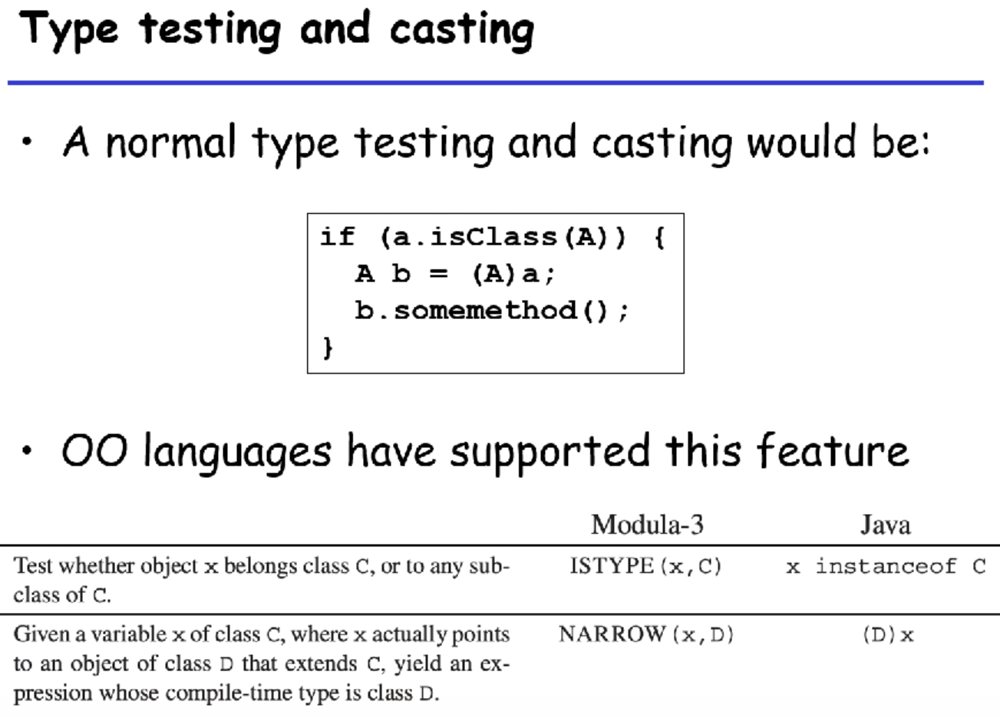 Type testing and casting
• A normal type testing and casting would be:
if (a.isClass(A)) {
A b = (A)a;
b.somemethod();
}
• OO languages have supported this feature
Modula-3 Java
Test whether object x belongs class C, or to any sub- ISTYPE(x,C) x instanceof C
class of C.
Given a variable x of class C, where x actually points NARROW(x,D) (D)x
to an object of class D that extends C, yield an ex-
pression whose compile-time type is class D.